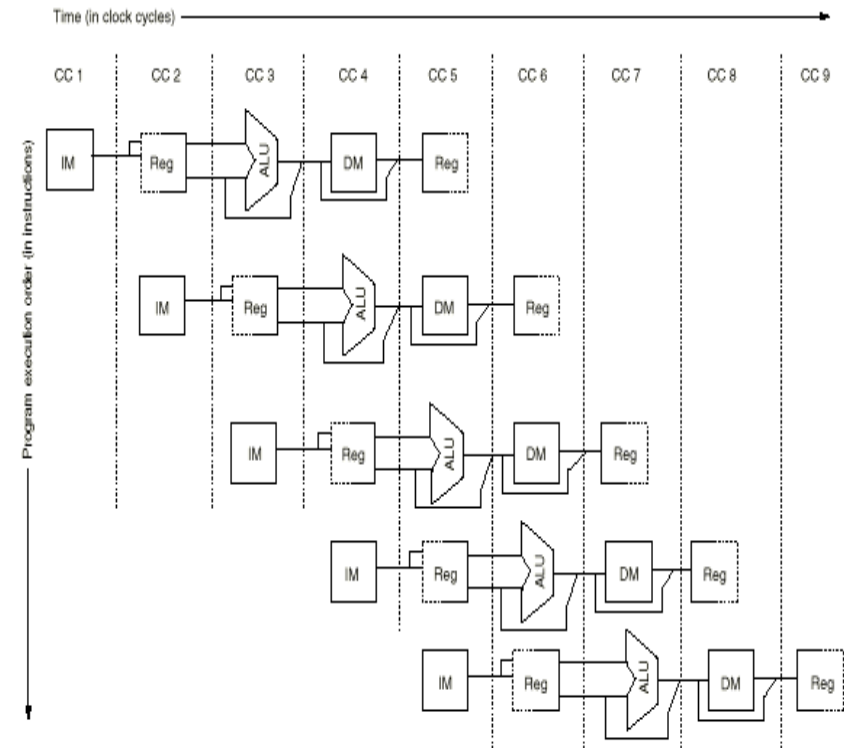 Time (in clock cycles)
CC 1 CC 2 CC 3 CC 4 CC 5 CC 6 CC 7 CC 8 CC 9
Program execution order (in instructions)
IM Reg ALU DM Reg
IM Reg ALU DM Reg
IM Reg ALU DM Reg
IM Reg ALU DM Reg
IM Reg ALU DM Reg